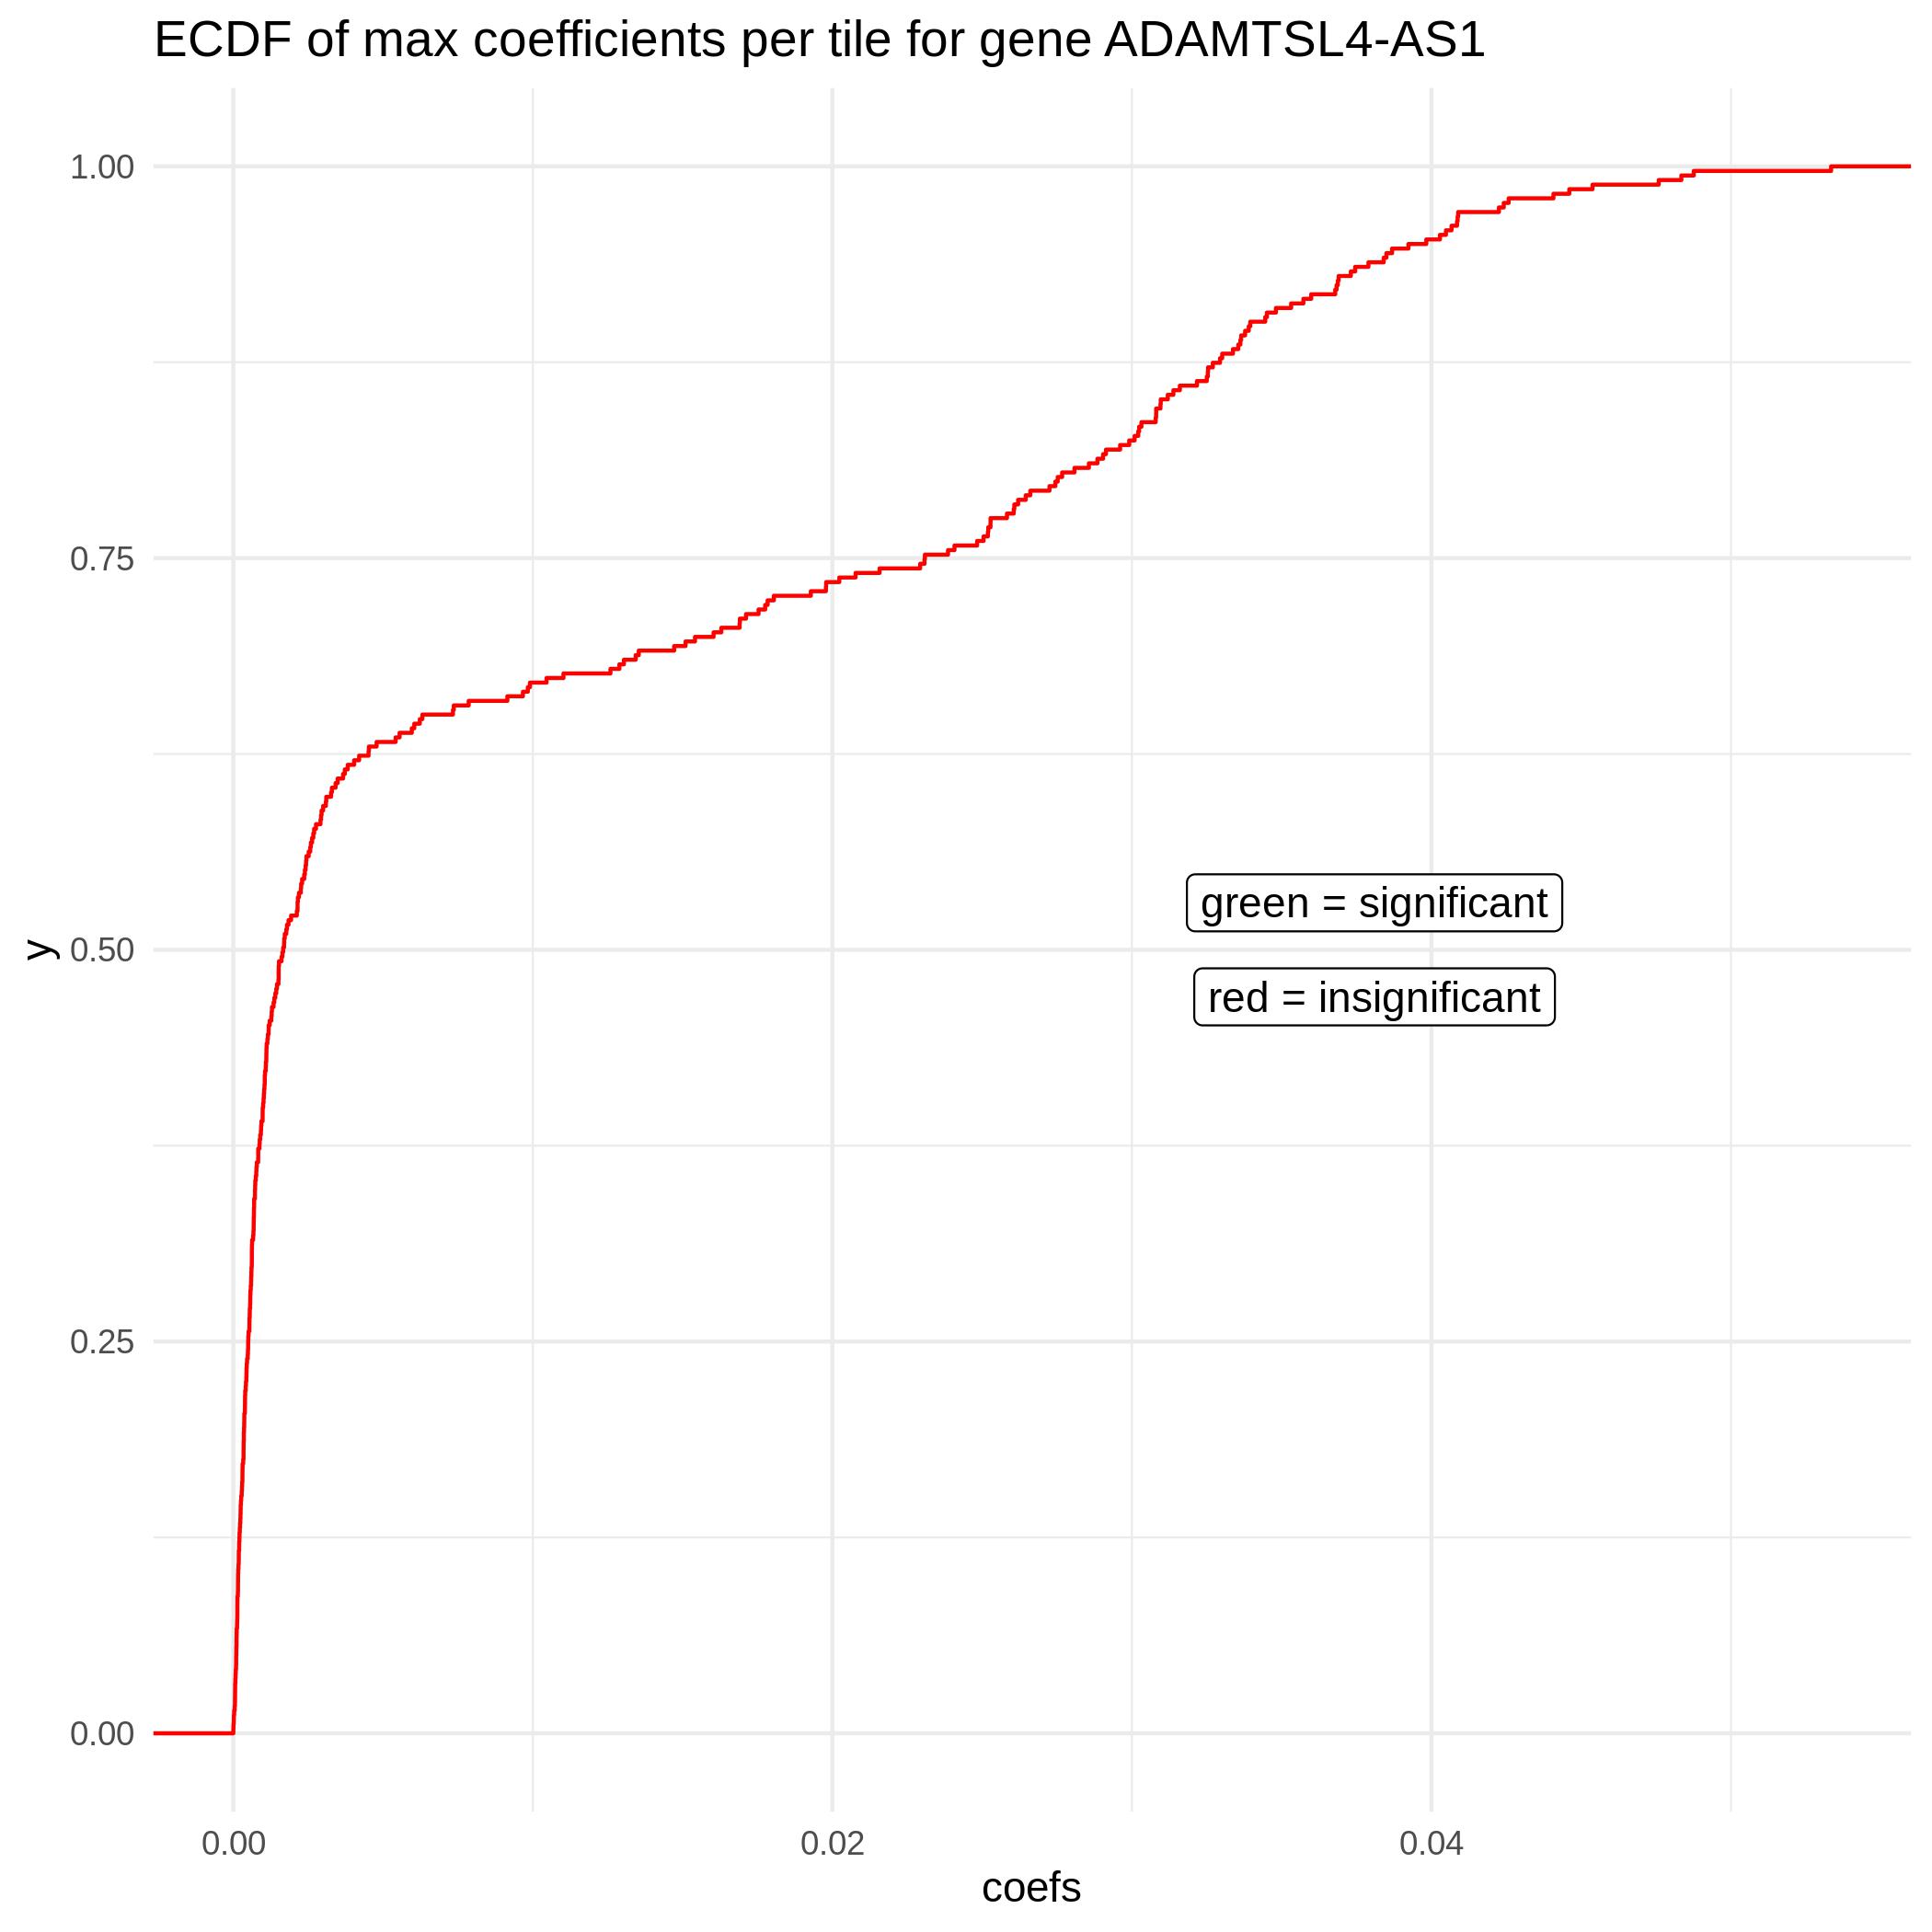 ECDF of max coefficients per tile for gene ADAMTSL4-AS1
1.00
0.75
0.50
0.25
0.00
y
green = significant
red = insignificant
0.00
0.02
0.04
coefs